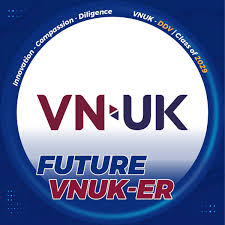 Innovation - Compassion - Diligence
VNUK - DDV | Class of 2029
VN UK
FUTURE
VNUK-ER